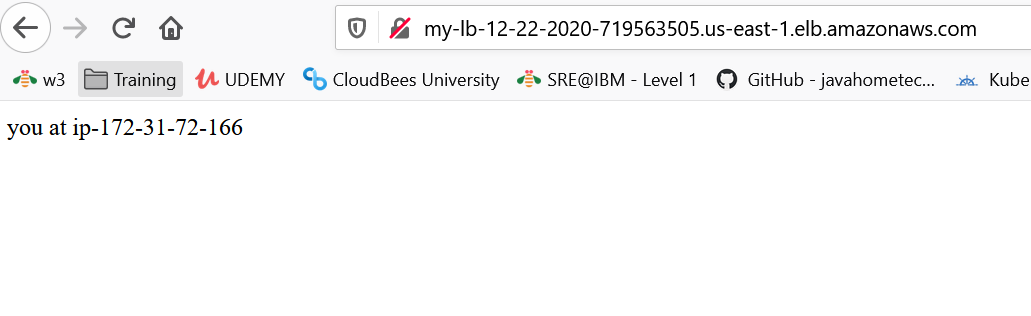 my-lb-12-22-2020-719563505.us-east-1.elb.amazonaws.com
w3 Training UDEMY CloudBees University SRE@IBM - Level 1 GitHub - javahometec... Kube
you at ip-172-31-72-166